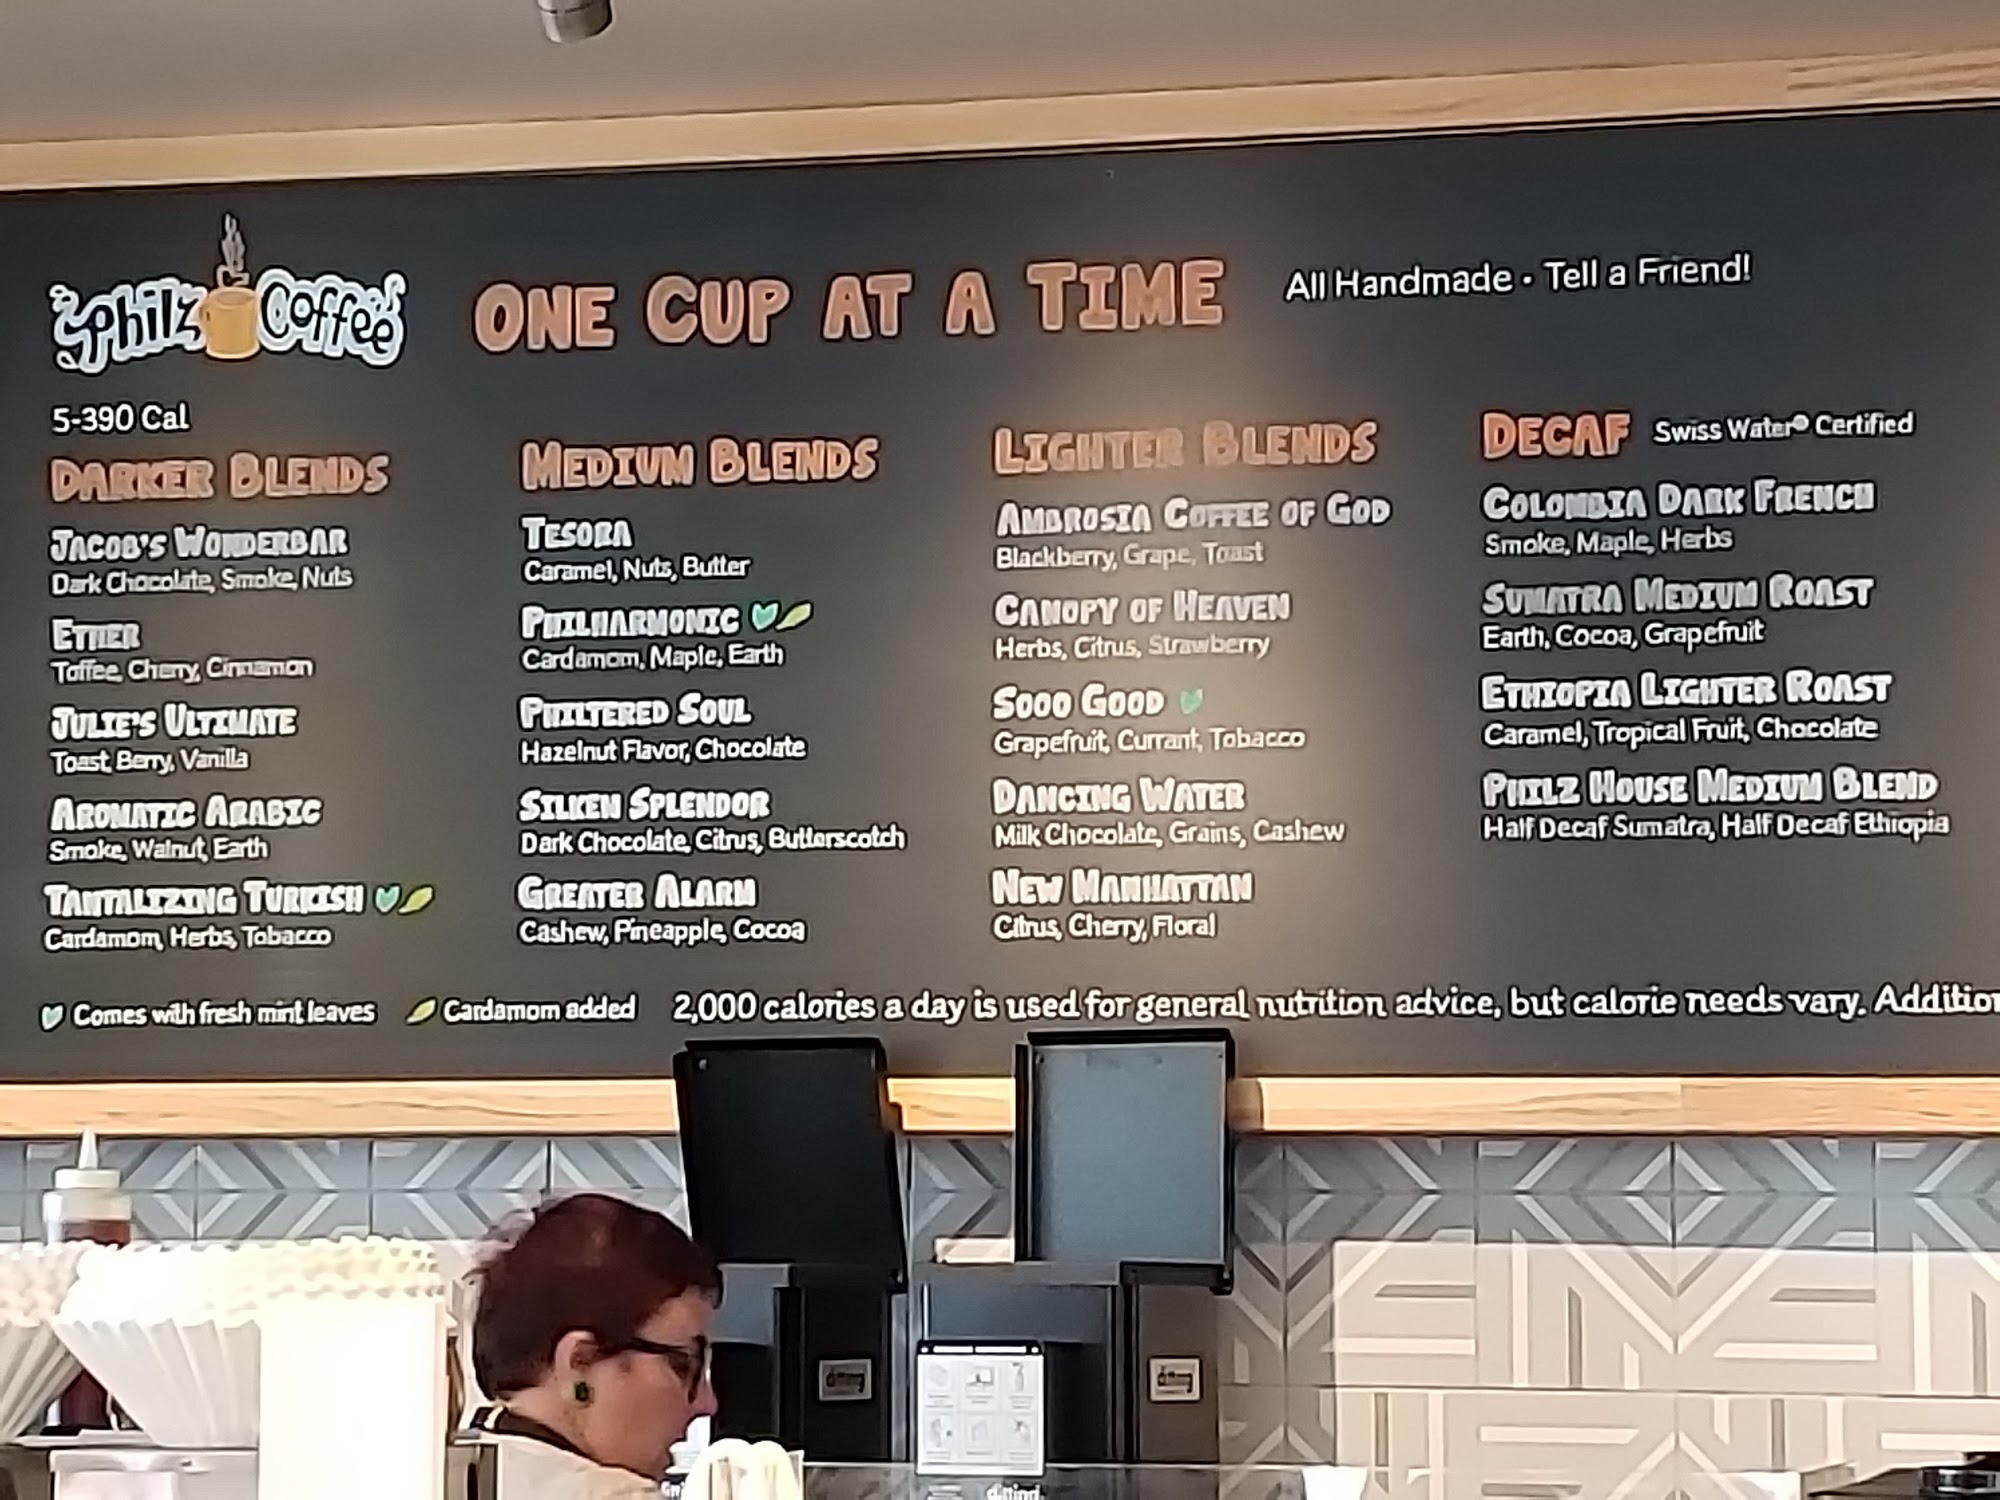 Philz Coffee
ONE CUP AT A TIME
All Handmade • Tell a Friend!
5-390 Cal
DARKER BLENDS
JACOB'S WONDERBAR
Dark Chocolate, Smoke, Nuts
ETHER
Toffee, Cherry, Cinnamon
JULIE'S ULTIMATE
Toast, Berry, Vanilla
AROMATIC ARABIC
Smoke, Walnut, Earth
TANTALIZING TURKISH
Cardamom, Herbs, Tobacco
MEDIUM BLENDS
TESORA
Caramel, Nuts, Butter
PHILHARMONIC
Cardamom, Maple, Earth
PHILTERED SOUL
Hazelnut Flavor, Chocolate
SILKEN SPLENDOR
Dark Chocolate, Citrus, Butterscotch
GREATER ALARM
Cashew, Pineapple, Cocoa
LIGHTER BLENDS
AMBROSIA COFFEE OF GOD
Blackberry, Grape, Toast
CANOPY OF HEAVEN
Herbs, Citrus, Strawberry
SOOO GOOD
Grapefruit, Currant, Tobacco
DANCING WATER
Milk Chocolate, Grains, Cashew
NEW MANHATTAN
Citrus, Cherry, Floral
DECAF Swiss Water® Certified
COLOMBIA DARK FRENCH
Smoke, Maple, Herbs
SUMATRA MEDIUM ROAST
Earth, Cocoa, Grapefruit
ETHIOPIA LIGHTER ROAST
Caramel, Tropical Fruit, Chocolate
PHILZ HOUSE MEDIUM BLEND
Half Decaf Sumatra, Half Decaf Ethiopia
Comes with fresh mint leaves
Cardamom added
2,000 calories a day is used for general nutrition advice, but calorie needs vary. Addition